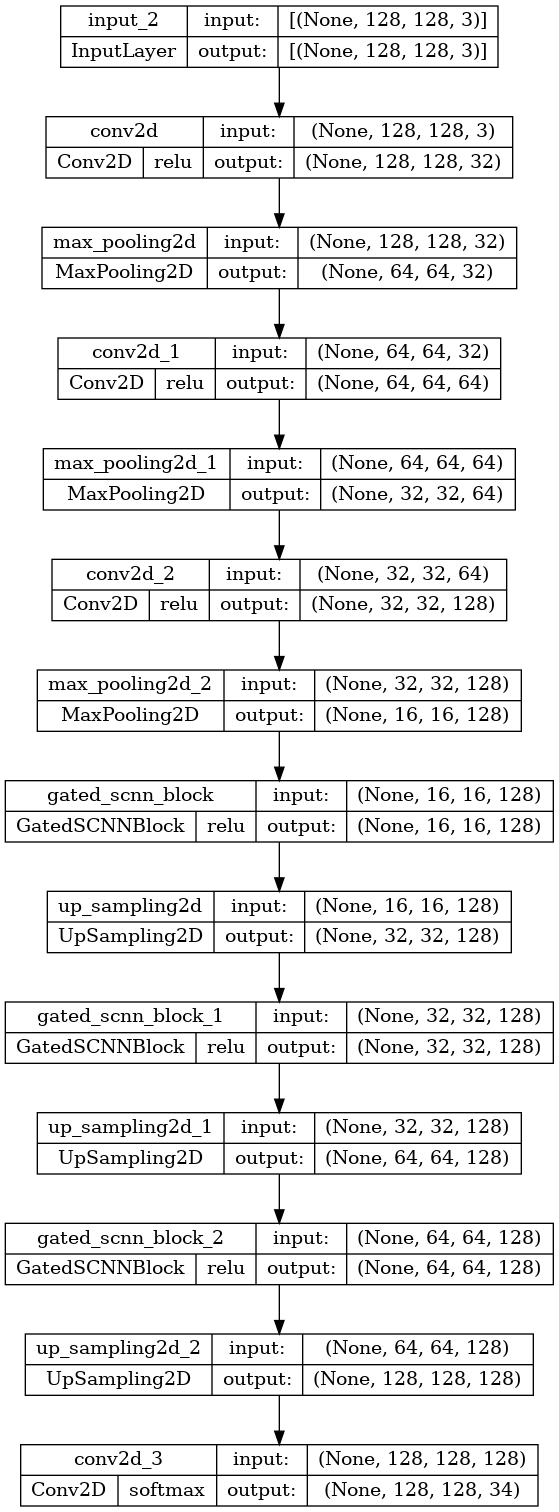 input_2 input: [(None, 128, 128, 3)]
InputLayer output: [(None, 128, 128, 3)]
conv2d input: (None, 128, 128, 3)
Conv2D relu output: (None, 128, 128, 32)
max_pooling2d input: (None, 128, 128, 32)
MaxPooling2D output: (None, 64, 64, 32)
conv2d_1 input: (None, 64, 64, 32)
Conv2D relu output: (None, 64, 64, 64)
max_pooling2d_1 input: (None, 64, 64, 64)
MaxPooling2D output: (None, 32, 32, 64)
conv2d_2 input: (None, 32, 32, 64)
Conv2D relu output: (None, 32, 32, 128)
max_pooling2d_2 input: (None, 32, 32, 128)
MaxPooling2D output: (None, 16, 16, 128)
gated_scnn_block input: (None, 16, 16, 128)
GatedSCNNBlock relu output: (None, 16, 16, 128)
up_sampling2d input: (None, 16, 16, 128)
UpSampling2D output: (None, 32, 32, 128)
gated_scnn_block_1 input: (None, 32, 32, 128)
GatedSCNNBlock relu output: (None, 32, 32, 128)
up_sampling2d_1 input: (None, 32, 32, 128)
UpSampling2D output: (None, 64, 64, 128)
gated_scnn_block_2 input: (None, 64, 64, 128)
GatedSCNNBlock relu output: (None, 64, 64, 128)
up_sampling2d_2 input: (None, 64, 64, 128)
UpSampling2D output: (None, 128, 128, 128)
conv2d_3 input: (None, 128, 128, 128)
Conv2D softmax output: (None, 128, 128, 34)